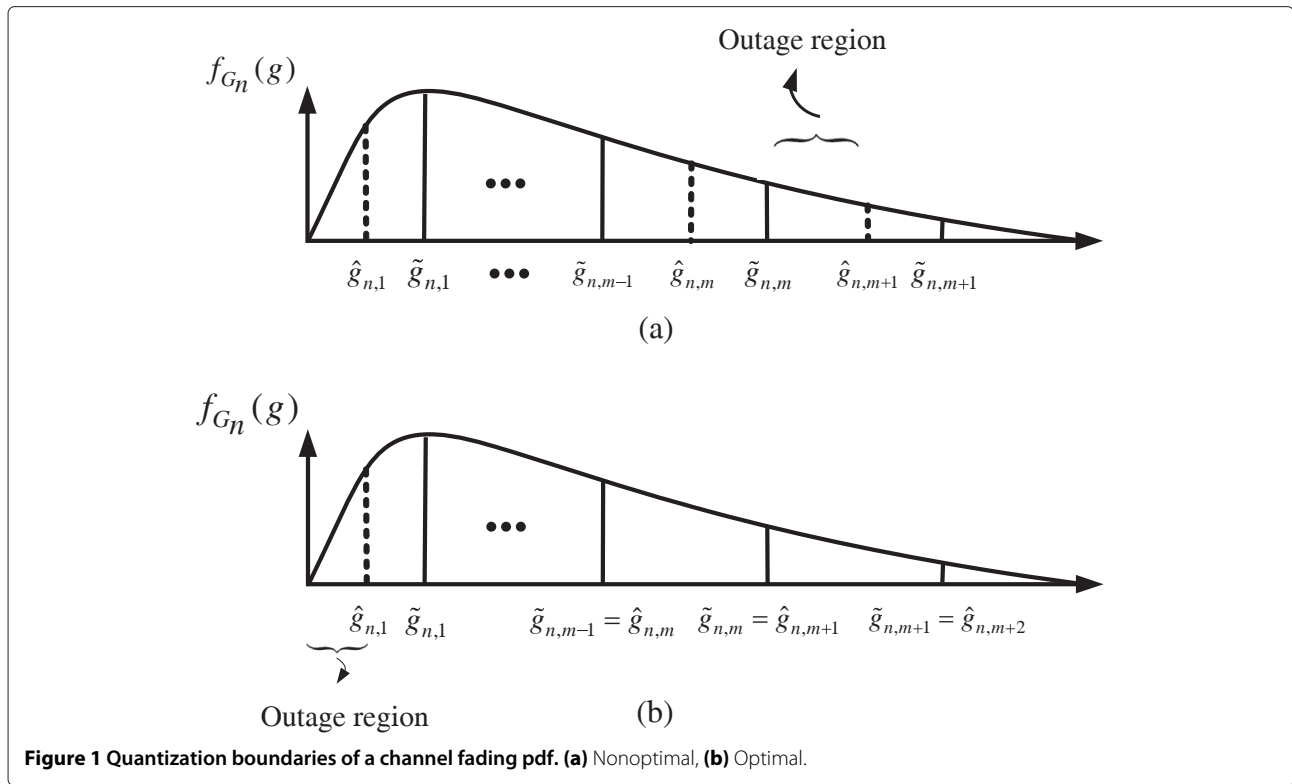 Outage region
f_{G_n}(g)
ĝ_{n,1} g̃_{n,1} ••• g̃_{n,m−1} ĝ_{n,m} g̃_{n,m} ĝ_{n,m+1} g̃_{n,m+1}
(a)
f_{G_n}(g)
ĝ_{n,1} g̃_{n,1} g̃_{n,m−1} = ĝ_{n,m} g̃_{n,m} = ĝ_{n,m+1} g̃_{n,m+1} = ĝ_{n,m+2}
Outage region
(b)
Figure 1 Quantization boundaries of a channel fading pdf. (a) Nonoptimal, (b) Optimal.